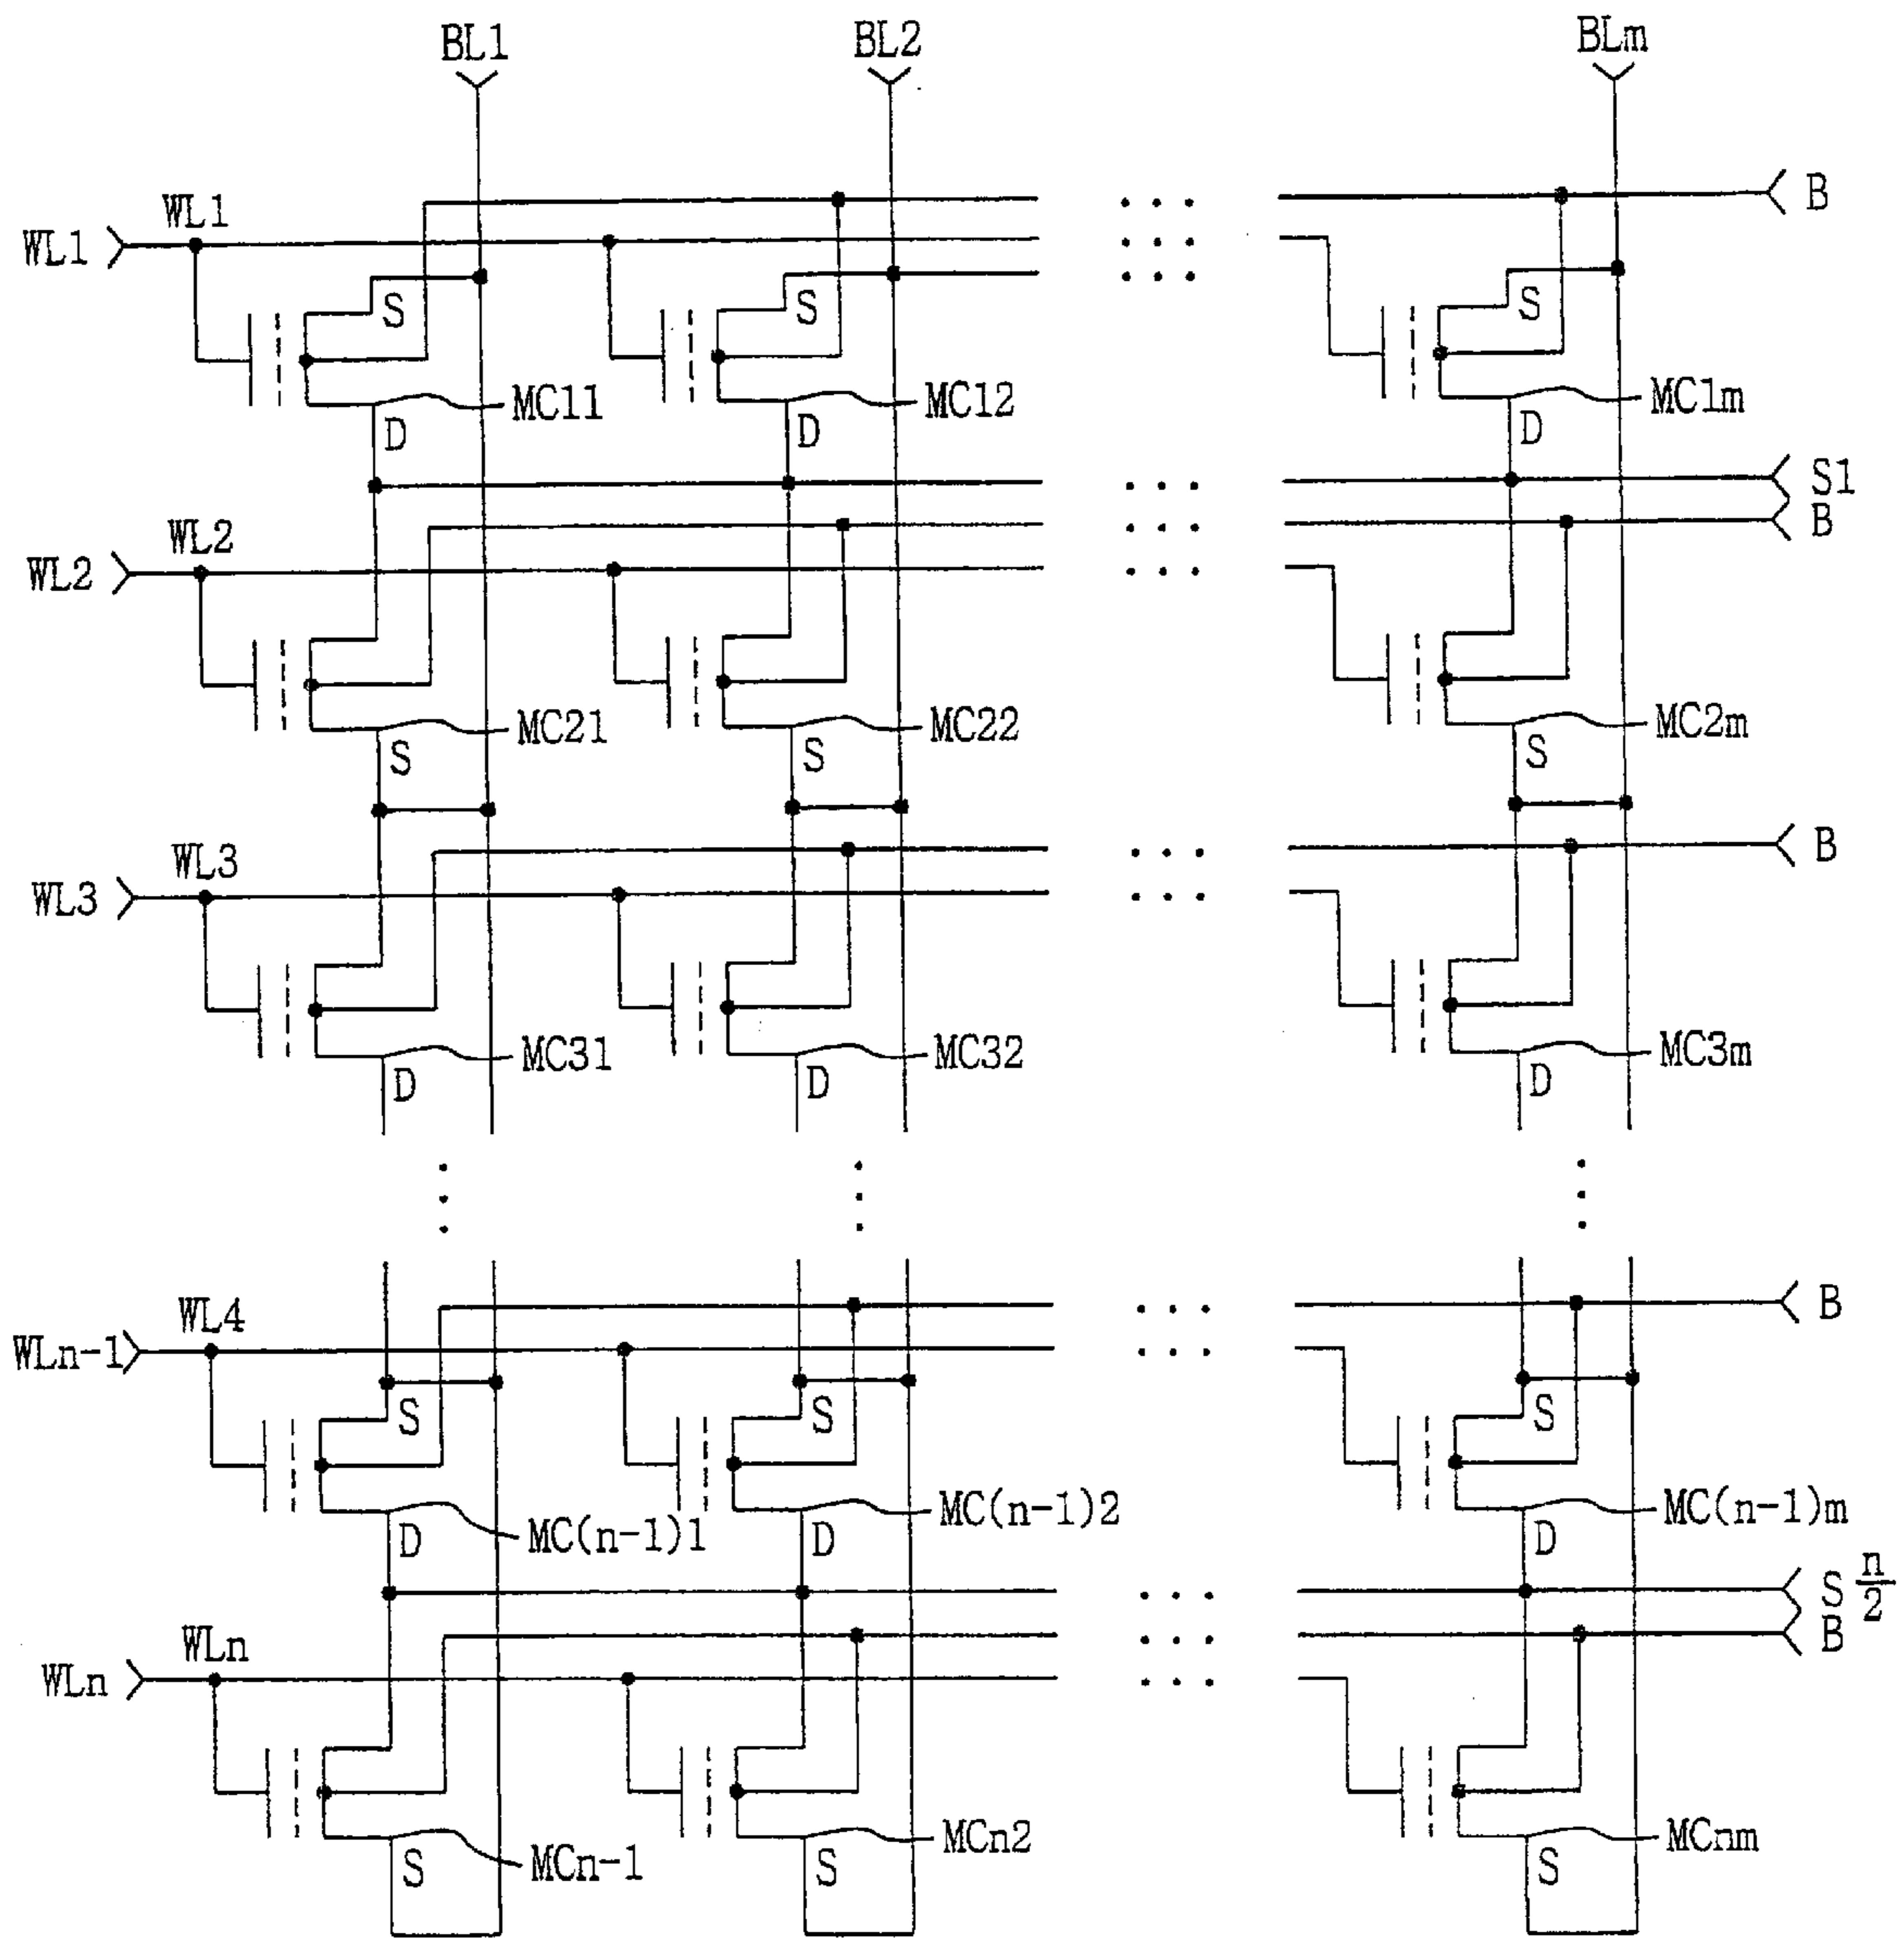 BL1 BL2 BLm
WL1 B
WL1
S S S
MC11 MC12 MC1m
D D D
S1
WL2 B
WL2
MC21 MC22 MC2m
S S S
WL3 B
WL3
MC31 MC32 MC3m
D D D
WL4 B
WLn-1
S S S
MC(n-1)1 MC(n-1)2 MC(n-1)m
D D D
S n/2
WLn B
WLn
MCn-1 MCn2 MCnm
S S S